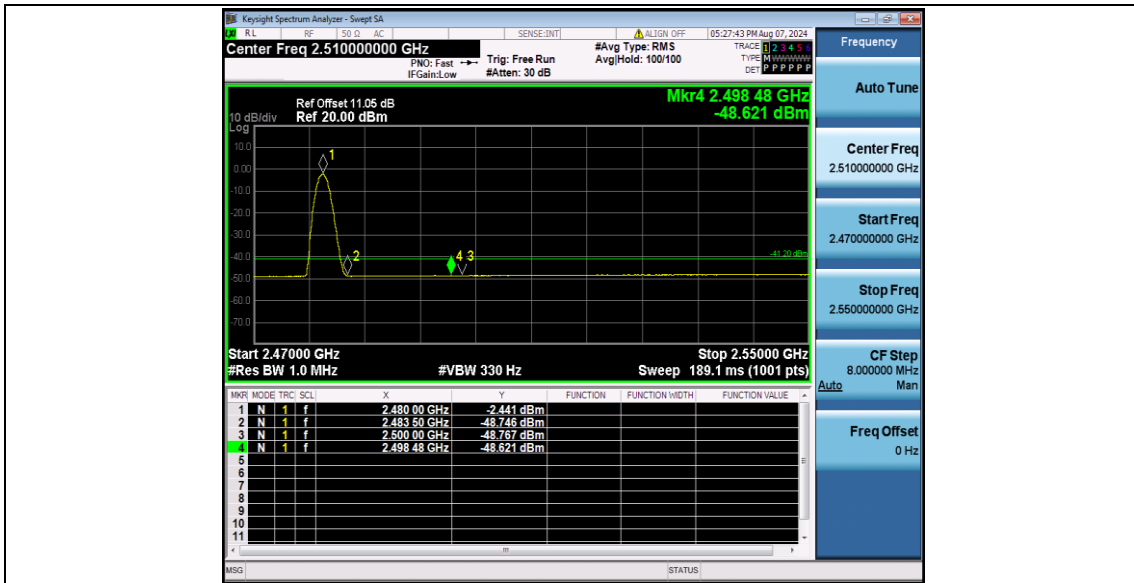 Keysight Spectrum Analyzer - Swept SA
RL RF 50 Ω AC SENSE:INT ALIGN OFF 05:27:43 PM Aug 07, 2024
Center Freq 2.510000000 GHz
PNO: Fast
IFGain:Low
Trig: Free Run
#Atten: 30 dB
#Avg Type: RMS
Avg|Hold: 100/100
TRACE 1 2 3 4 5 6
TYPE M WWWWW
DET P P P P P P
Frequency
Mkr4 2.498 48 GHz
-48.621 dBm
Ref Offset 11.05 dB
10 dB/div Ref 20.00 dBm
Log
10.0
0.00
-10.0
-20.0
-30.0
-40.0
-50.0
-60.0
-70.0
1
2
4 3
-41.20 dBm
Start 2.47000 GHz Stop 2.55000 GHz
#Res BW 1.0 MHz #VBW 330 Hz Sweep 189.1 ms (1001 pts)
MKR MODE TRC SCL X Y FUNCTION FUNCTION WIDTH FUNCTION VALUE
1 N 1 f 2.480 00 GHz -2.441 dBm
2 N 1 f 2.483 50 GHz -48.746 dBm
3 N 1 f 2.500 00 GHz -48.767 dBm
4 N 1 f 2.498 48 GHz -48.621 dBm
5
6
7
8
9
10
11
MSG STATUS
Auto Tune
Center Freq
2.510000000 GHz
Start Freq
2.470000000 GHz
Stop Freq
2.550000000 GHz
CF Step
8.000000 MHz
Auto Man
Freq Offset
0 Hz